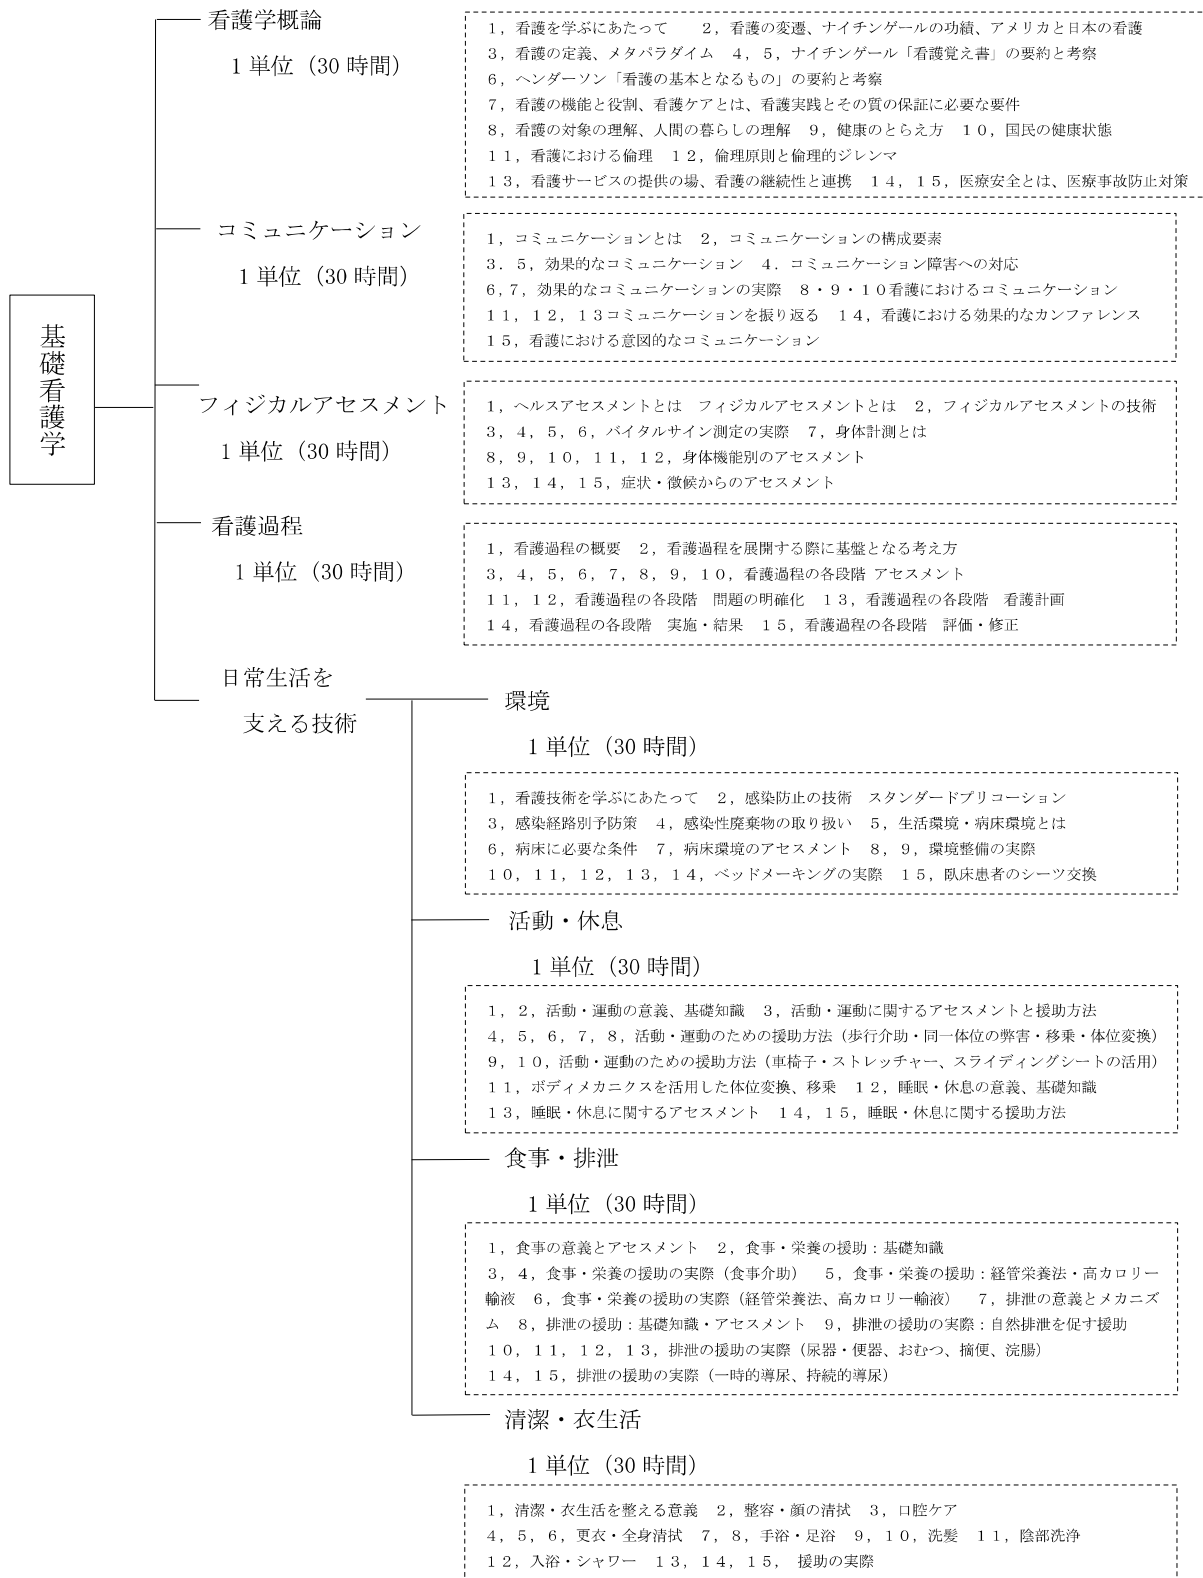 基礎看護学
看護学概論
1 単位（30 時間）
１，看護を学ぶにあたって　２，看護の変遷、ナイチンゲールの功績、アメリカと日本の看護
３，看護の定義、メタパラダイム　４，５，ナイチンゲール「看護覚え書」の要約と考察
６，ヘンダーソン「看護の基本となるもの」の要約と考察
７，看護の機能と役割、看護ケアとは、看護実践とその質の保証に必要な要件
８，看護の対象の理解、人間の暮らしの理解　９，健康のとらえ方　１０，国民の健康状態
１１，看護における倫理　１２，倫理原則と倫理的ジレンマ
１３，看護サービスの提供の場、看護の継続性と連携　１４，１５，医療安全とは、医療事故防止対策
コミュニケーション
1 単位（30 時間）
１，コミュニケーションとは　２，コミュニケーションの構成要素
３．５，効果的なコミュニケーション　４．コミュニケーション障害への対応
６,７，効果的なコミュニケーションの実際　８・９・１０看護におけるコミュニケーション
１１，１２，１３コミュニケーションを振り返る　１４，看護における効果的なカンファレンス
１５，看護における意図的なコミュニケーション
フィジカルアセスメント
1 単位（30 時間）
１，ヘルスアセスメントとは　フィジカルアセスメントとは　２，フィジカルアセスメントの技術
３，４，５，６，バイタルサイン測定の実際　７，身体計測とは
８，９，１０，１１，１２，身体機能別のアセスメント
１３，１４，１５，症状・徴候からのアセスメント
看護過程
1 単位（30 時間）
１，看護過程の概要　２，看護過程を展開する際に基盤となる考え方
３，４，５，６，７，８，９，１０，看護過程の各段階 アセスメント
１１，１２，看護過程の各段階　問題の明確化　１３，看護過程の各段階　看護計画
１４，看護過程の各段階　実施・結果　１５，看護過程の各段階　評価・修正
日常生活を
支える技術
環境
1 単位（30 時間）
１，看護技術を学ぶにあたって　２，感染防止の技術　スタンダードプリコーション
３，感染経路別予防策　４，感染性廃棄物の取り扱い　５，生活環境・病床環境とは
６，病床に必要な条件　７，病床環境のアセスメント　８，９，環境整備の実際
１０，１１，１２，１３，１４，ベッドメーキングの実際　１５，臥床患者のシーツ交換
活動・休息
1 単位（30 時間）
１，２，活動・運動の意義、基礎知識　３，活動・運動に関するアセスメントと援助方法
４，５，６，７，８，活動・運動のための援助方法（歩行介助・同一体位の弊害・移乗・体位変換）
９，１０，活動・運動のための援助方法（車椅子・ストレッチャー、スライディングシートの活用）
１１，ボディメカニクスを活用した体位変換、移乗　１２，睡眠・休息の意義、基礎知識
１３，睡眠・休息に関するアセスメント　１４，１５，睡眠・休息に関する援助方法
食事・排泄
1 単位（30 時間）
１，食事の意義とアセスメント　２，食事・栄養の援助：基礎知識
３，４，食事・栄養の援助の実際（食事介助）　５，食事・栄養の援助：経管栄養法・高カロリー
輸液　６，食事・栄養の援助の実際（経管栄養法、高カロリー輸液）　７，排泄の意義とメカニズ
ム　８，排泄の援助：基礎知識・アセスメント　９，排泄の援助の実際：自然排泄を促す援助
１０，１１，１２，１３，排泄の援助の実際（尿器・便器、おむつ、摘便、浣腸）
１４，１５，排泄の援助の実際（一時的導尿、持続的導尿）
清潔・衣生活
1 単位（30 時間）
１，清潔・衣生活を整える意義　２，整容・顔の清拭　３，口腔ケア
４，５，６，更衣・全身清拭　７，８，手浴・足浴　９，１０，洗髪　１１，陰部洗浄
１２，入浴・シャワー　１３，１４，１５，　援助の実際